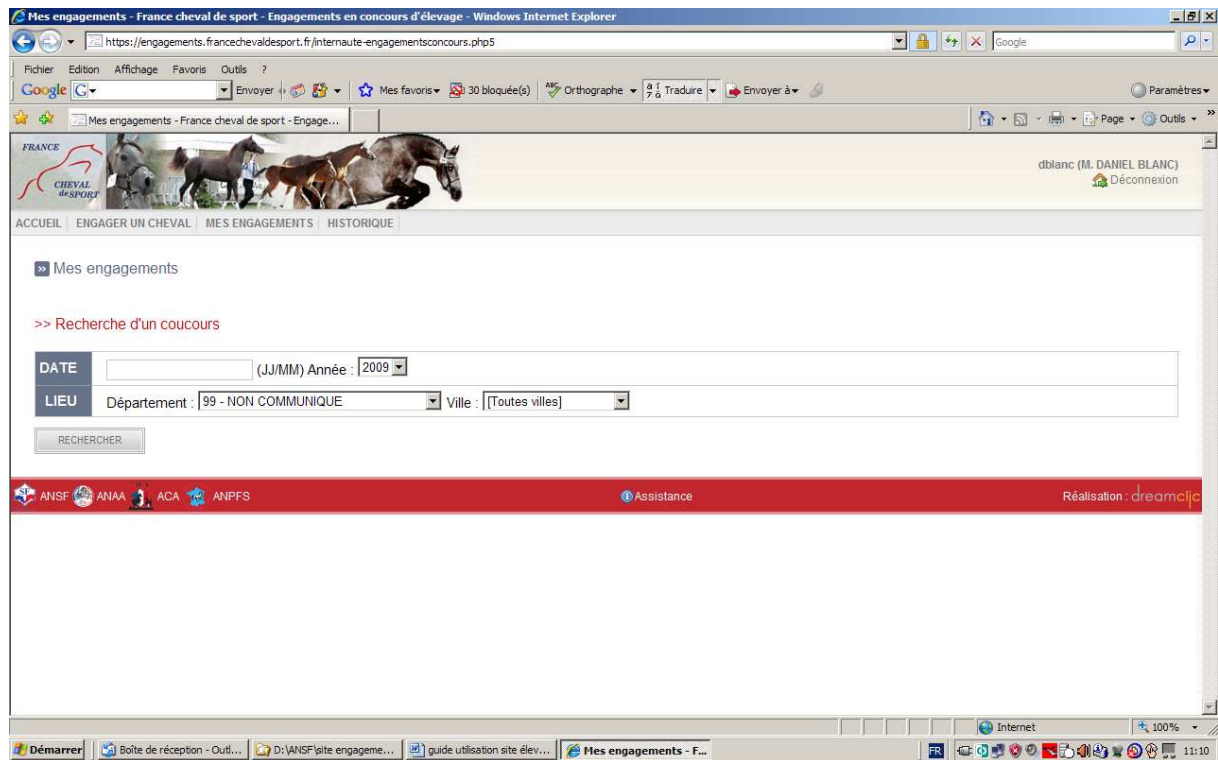 Mes engagements - France cheval de sport - Engagements en concours d'élevage - Windows Internet Explorer
https://engagements.francechevaldesport.fr/internaute-engagementsconcours.php5
Google
Fichier Edition Affichage Favoris Outils ?
Google G Envoyer Mes favoris 30 bloquée(s) Orthographe Traduire Envoyer à Paramètres
Mes engagements - France cheval de sport - Engage... Page Outils »
FRANCE
CHEVAL
de SPORT
dblanc (M. DANIEL BLANC)
Déconnexion
ACCUEIL ENGAGER UN CHEVAL MES ENGAGEMENTS HISTORIQUE
» Mes engagements
>> Recherche d'un coucours
DATE (JJ/MM) Année : 2009
LIEU Département : 99 - NON COMMUNIQUE Ville : [Toutes villes]
RECHERCHER
ANSF ANAA ACA ANPFS Assistance Réalisation : dreamclic
Internet 100%
Démarrer Boîte de réception - Outl... D:\ANSF\site engageme... guide utilisation site élev... Mes engagements - F... FR 11:10